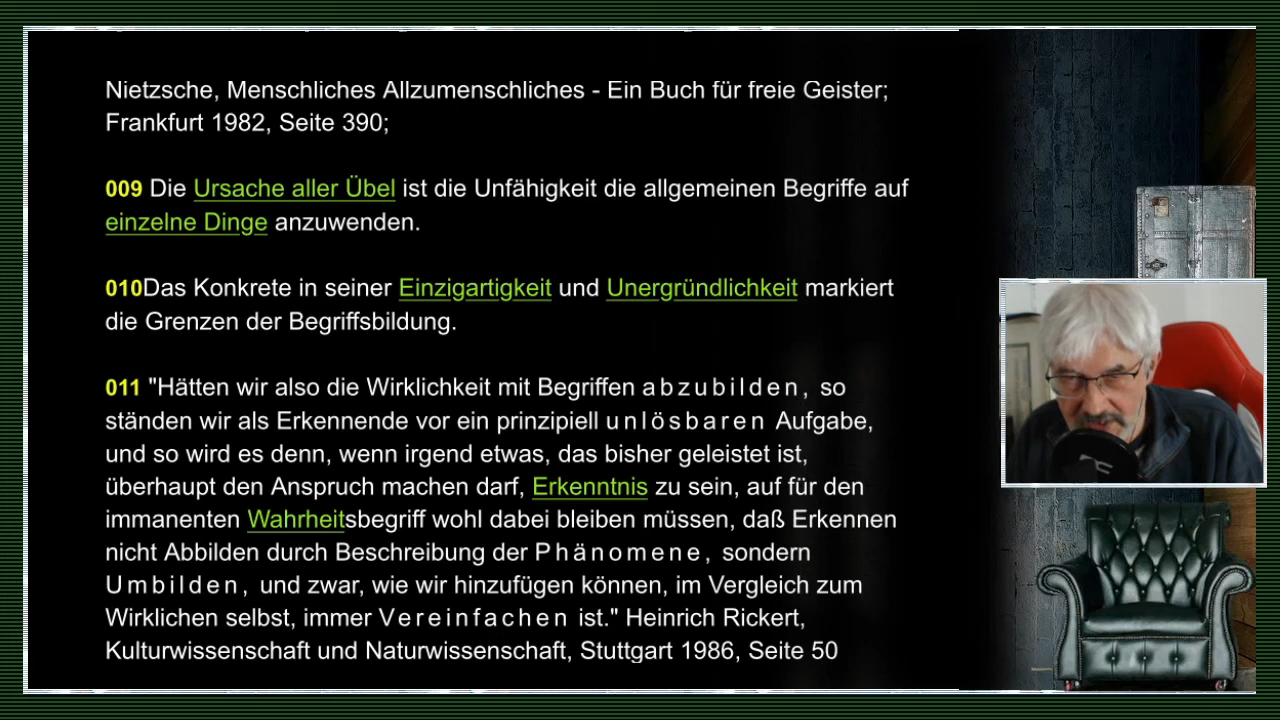 Nietzsche, Menschliches Allzumenschliches - Ein Buch für freie Geister;
Frankfurt 1982, Seite 390;
009 Die Ursache aller Übel ist die Unfähigkeit die allgemeinen Begriffe auf
einzelne Dinge anzuwenden.
010Das Konkrete in seiner Einzigartigkeit und Unergründlichkeit markiert
die Grenzen der Begriffsbildung.
011 "Hätten wir also die Wirklichkeit mit Begriffen abzubilden, so
ständen wir als Erkennende vor ein prinzipiell unlösbaren Aufgabe,
und so wird es denn, wenn irgend etwas, das bisher geleistet ist,
überhaupt den Anspruch machen darf, Erkenntnis zu sein, auf für den
immanenten Wahrheitsbegriff wohl dabei bleiben müssen, daß Erkennen
nicht Abbilden durch Beschreibung der Phänomene, sondern
Umbilden, und zwar, wie wir hinzufügen können, im Vergleich zum
Wirklichen selbst, immer Vereinfachen ist." Heinrich Rickert,
Kulturwissenschaft und Naturwissenschaft, Stuttgart 1986, Seite 50